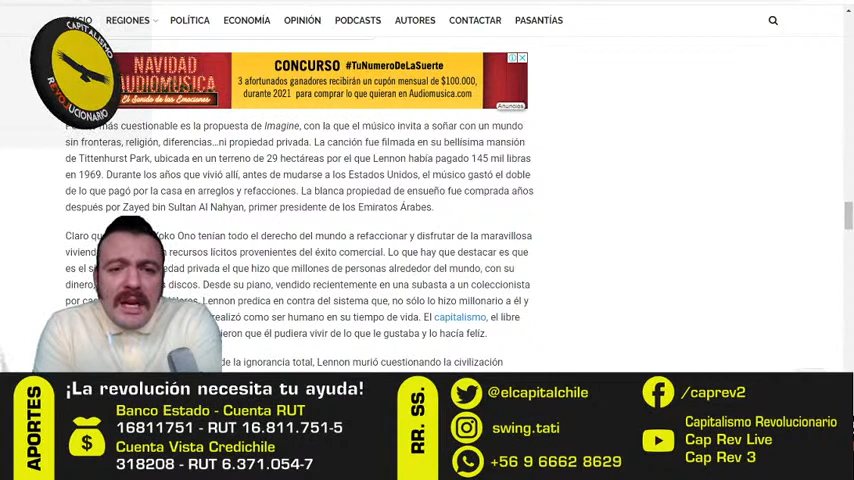 ICIO REGIONES POLÍTICA ECONOMÍA OPINIÓN PODCASTS AUTORES CONTACTAR PASANTÍAS
CAPITALISMO
REVOLUCIONARIO
NAVIDAD
AUDIOMUSICA
El Sonido de las Emociones
CONCURSO #TuNumeroDeLaSuerte
3 afortunados ganadores recibirán un cupón mensual de $100.000,
durante 2021 para comprar lo que quieran en Audiomusica.com
Anuncios
más cuestionable es la propuesta de Imagine, con la que el músico invita a soñar con un mundo
sin fronteras, religión, diferencias…ni propiedad privada. La canción fue filmada en su bellísima mansión
de Tittenhurst Park, ubicada en un terreno de 29 hectáreas por el que Lennon había pagado 145 mil libras
en 1969. Durante los años que vivió allí, antes de mudarse a los Estados Unidos, el músico gastó el doble
de lo que pagó por la casa en arreglos y refacciones. La blanca propiedad de ensueño fue comprada años
después por Zayed bin Sultan Al Nahyan, primer presidente de los Emiratos Árabes.
Claro qu Yoko Ono tenían todo el derecho del mundo a refaccionar y disfrutar de la maravillosa
viviend recursos lícitos provenientes del éxito comercial. Lo que hay que destacar es que
es el si edad privada el que hizo que millones de personas alrededor del mundo, con su
dinero, discos. Desde su piano, vendido recientemente en una subasta a un coleccionista
por ca Lennon predica en contra del sistema que, no sólo lo hizo millonario a él y
realizó como ser humano en su tiempo de vida. El capitalismo, el libre
ieron que él pudiera vivir de lo que le gustaba y lo hacía feliz.
de la ignorancia total, Lennon murió cuestionando la civilización
APORTES
¡La revolución necesita tu ayuda!
Banco Estado - Cuenta RUT
16811751 - RUT 16.811.751-5
Cuenta Vista Credichile
318208 - RUT 6.371.054-7
RR. SS.
@elcapitalchile
swing.tati
+56 9 6662 8629
/caprev2
Capitalismo Revolucionario
Cap Rev Live
Cap Rev 3